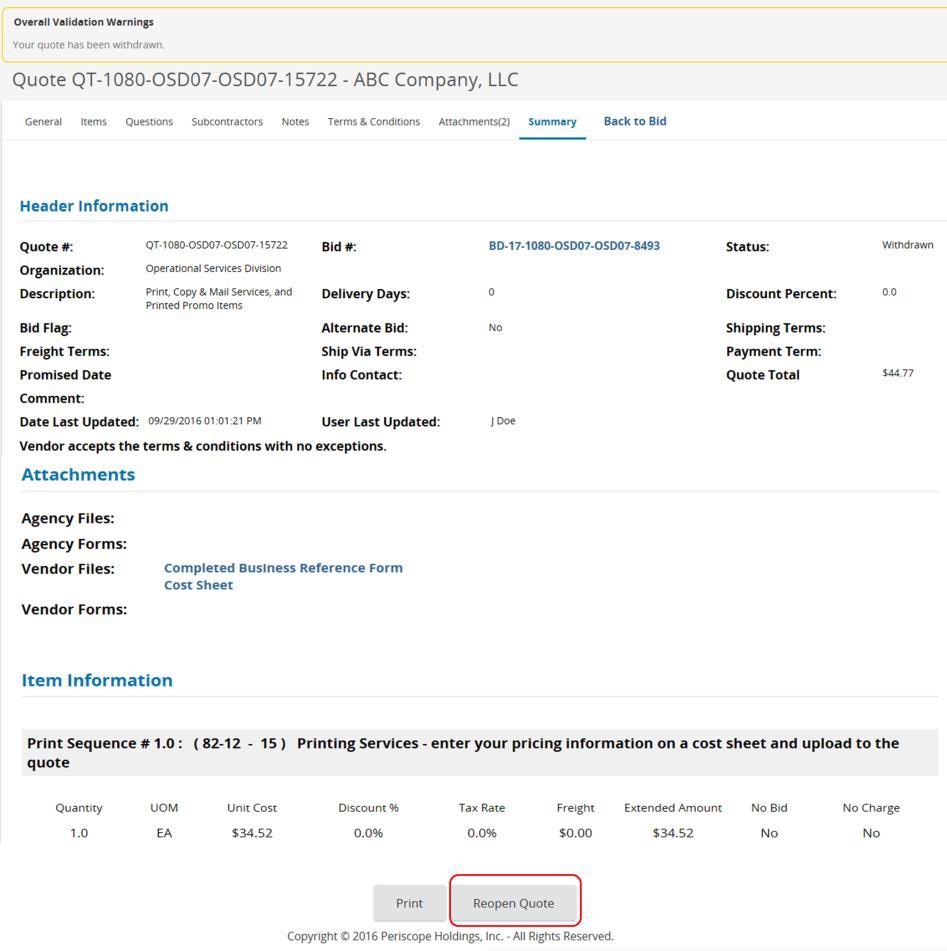 Overall Validation Warnings
Your quote has been withdrawn.
Quote QT-1080-OSD07-OSD07-15722 - ABC Company, LLC
General Items Questions Subcontractors Notes Terms & Conditions Attachments(2) Summary Back to Bid
Header Information
Quote #: QT-1080-OSD07-OSD07-15722 Bid #: BD-17-1080-OSD07-OSD07-8493 Status: Withdrawn
Organization: Operational Services Division
Description: Print, Copy & Mail Services, and Delivery Days: 0 Discount Percent: 0.0
Printed Promo Items
Bid Flag: Alternate Bid: No Shipping Terms:
Freight Terms: Ship Via Terms: Payment Term:
Promised Date Info Contact: Quote Total $44.77
Comment:
Date Last Updated: 09/29/2016 01:01:21 PM User Last Updated: J Doe
Vendor accepts the terms & conditions with no exceptions.
Attachments
Agency Files:
Agency Forms:
Vendor Files: Completed Business Reference Form
Cost Sheet
Vendor Forms:
Item Information
Print Sequence # 1.0 : ( 82-12 - 15 ) Printing Services - enter your pricing information on a cost sheet and upload to the
quote
Quantity UOM Unit Cost Discount % Tax Rate Freight Extended Amount No Bid No Charge
1.0 EA $34.52 0.0% 0.0% $0.00 $34.52 No No
Print Reopen Quote
Copyright © 2016 Periscope Holdings, Inc. - All Rights Reserved.